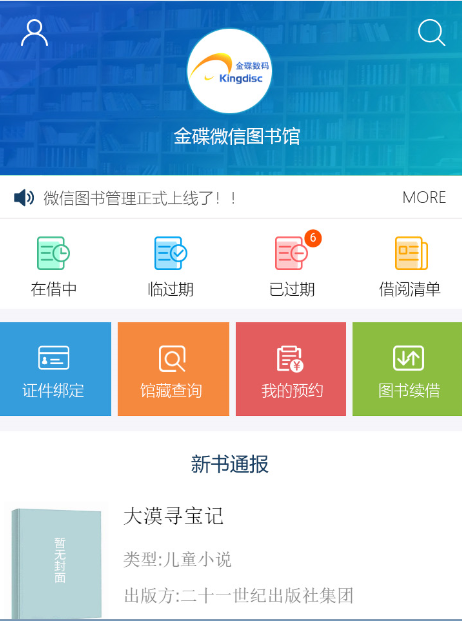 金碟数码
Kingdisc
金碟微信图书馆
微信图书管理正式上线了！！ MORE
6
在借中 临过期 已过期 借阅清单
证件绑定 馆藏查询 我的预约 图书续借
新书通报
大漠寻宝记
暂无封面
类型:儿童小说
出版方:二十一世纪出版社集团